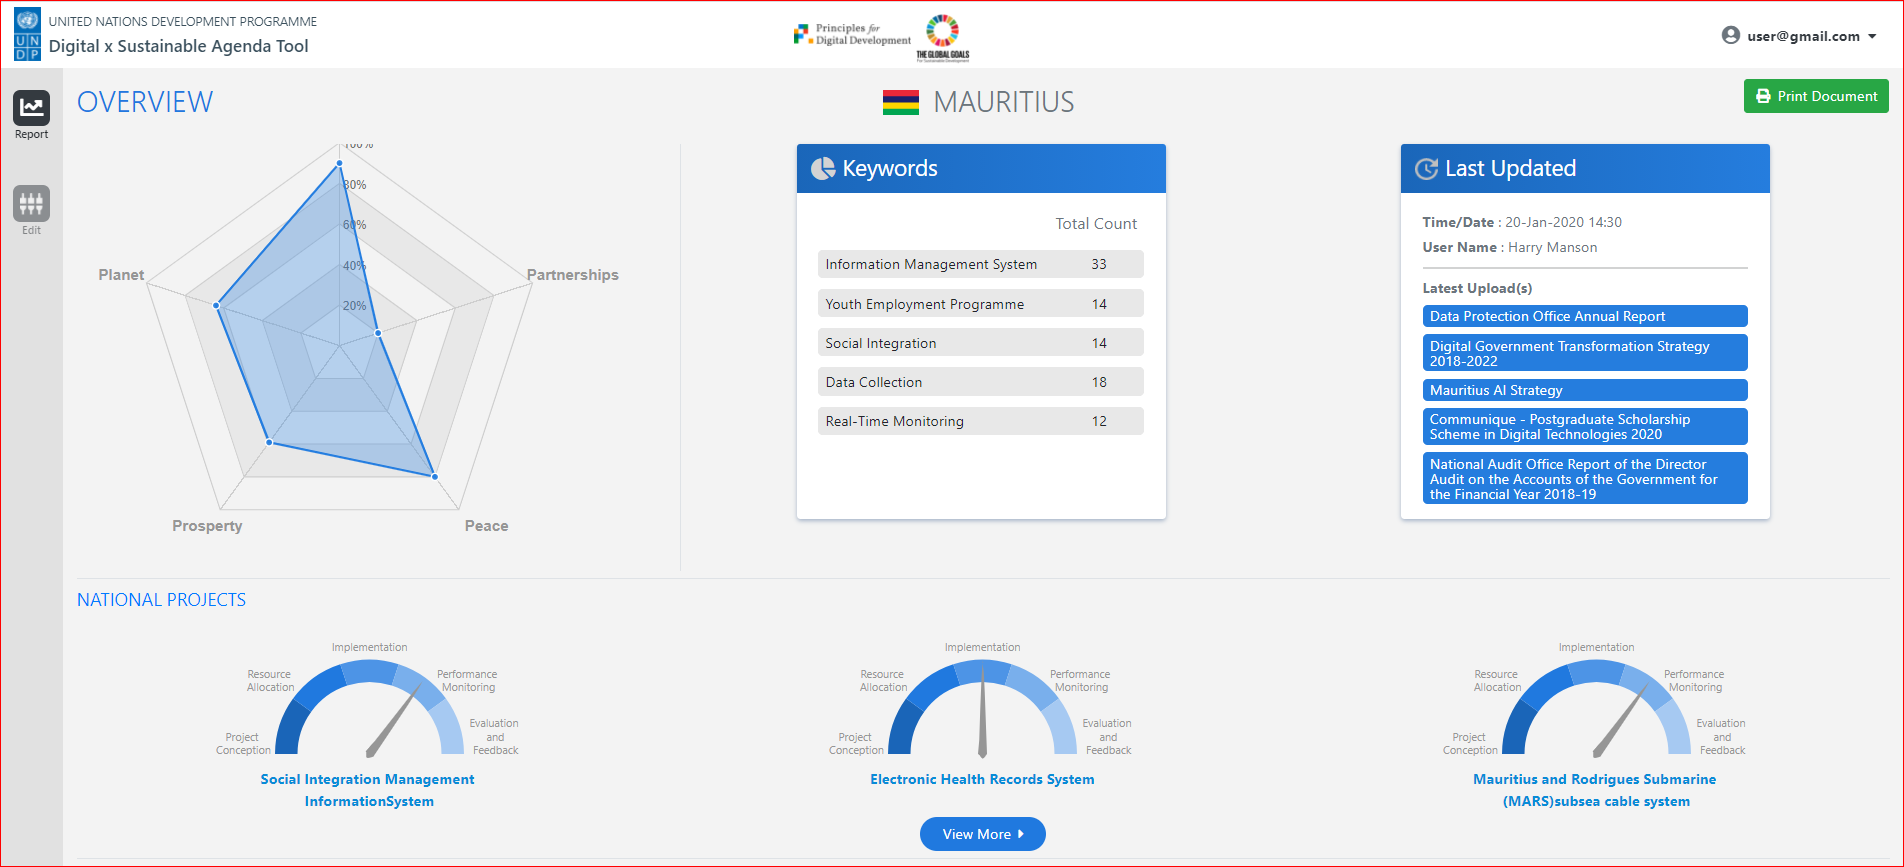 UNITED NATIONS DEVELOPMENT PROGRAMME
Digital x Sustainable Agenda Tool
U N
D P
Principles for
Digital Development
THE GLOBAL GOALS
For Sustainable Development
user@gmail.com
Report
Edit
OVERVIEW
MAURITIUS
Print Document
100%
80%
60%
40%
20%
Planet
Partnerships
Prosperty
Peace
Keywords
Total Count
Information Management System 33
Youth Employment Programme 14
Social Integration 14
Data Collection 18
Real-Time Monitoring 12
Last Updated
Time/Date : 20-Jan-2020 14:30
User Name : Harry Manson
Latest Upload(s)
Data Protection Office Annual Report
Digital Government Transformation Strategy
2018-2022
Mauritius AI Strategy
Communique - Postgraduate Scholarship
Scheme in Digital Technologies 2020
National Audit Office Report of the Director
Audit on the Accounts of the Government for
the Financial Year 2018-19
NATIONAL PROJECTS
Implementation
Resource
Allocation
Performance
Monitoring
Project
Conception
Evaluation
and
Feedback
Social Integration Management
InformationSystem
Implementation
Resource
Allocation
Performance
Monitoring
Project
Conception
Evaluation
and
Feedback
Electronic Health Records System
Implementation
Resource
Allocation
Performance
Monitoring
Project
Conception
Evaluation
and
Feedback
Mauritius and Rodrigues Submarine
(MARS)subsea cable system
View More